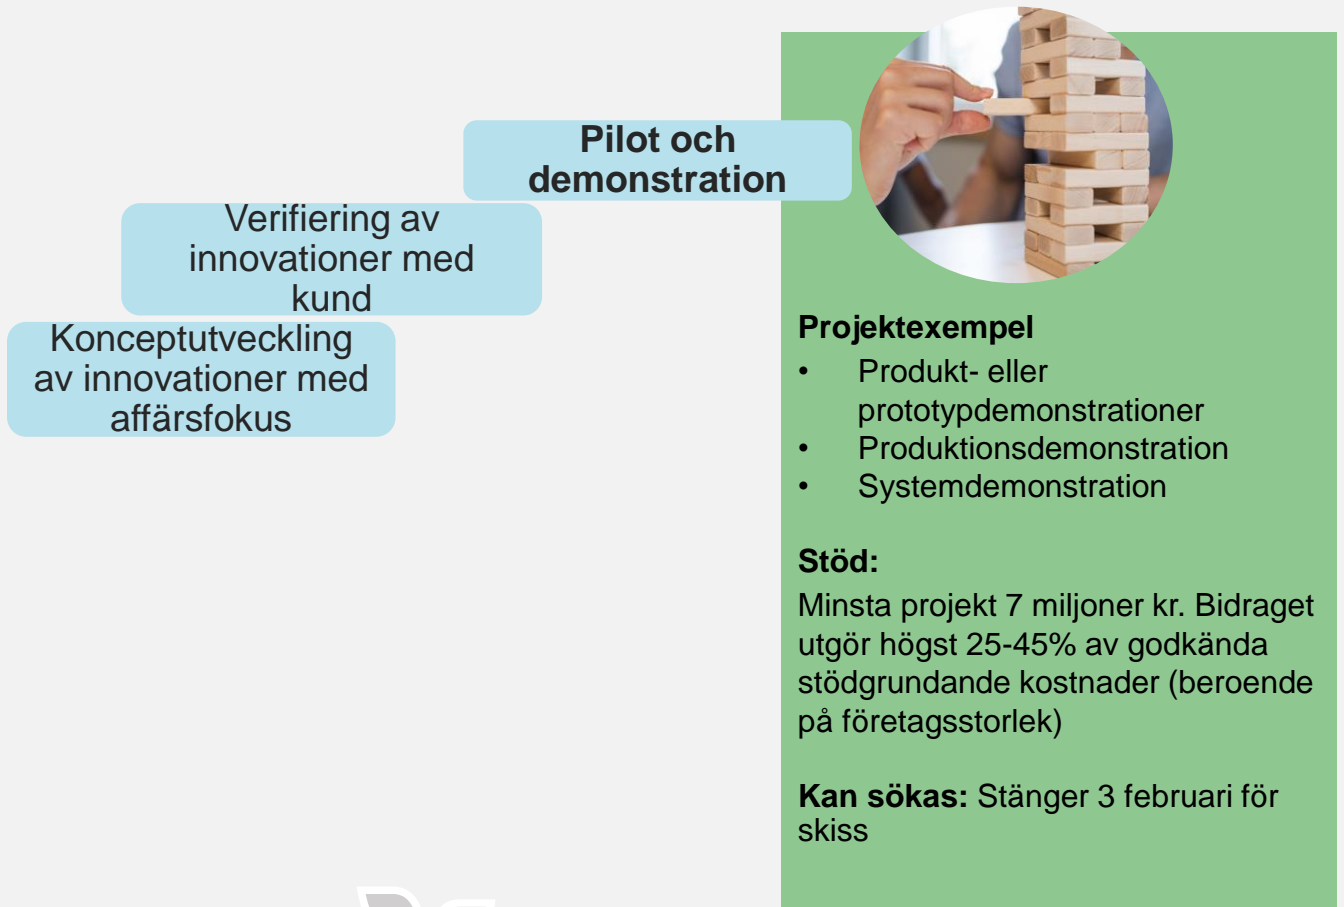 Pilot och
demonstration
Verifiering av
innovationer med
kund
Konceptutveckling
av innovationer med
affärsfokus
Projektexempel
• Produkt- eller
prototypdemonstrationer
• Produktionsdemonstration
• Systemdemonstration
Stöd:
Minsta projekt 7 miljoner kr. Bidraget
utgör högst 25-45% av godkända
stödgrundande kostnader (beroende
på företagsstorlek)
Kan sökas: Stänger 3 februari för
skiss